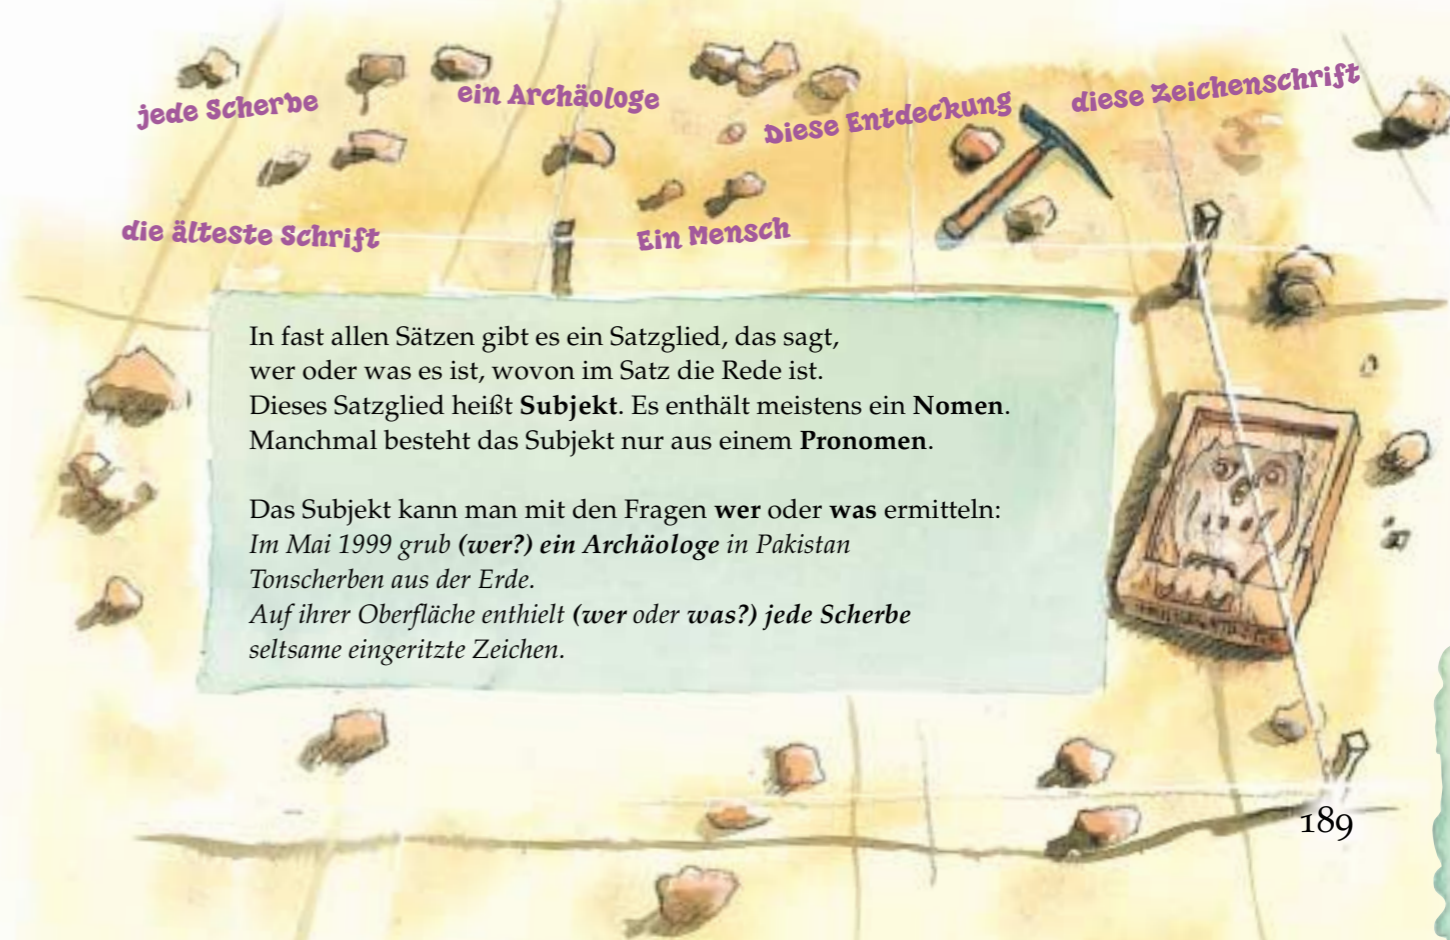 jede Scherbe
ein Archäologe
Diese Entdeckung
diese Zeichenschrift
die älteste Schrift
Ein Mensch
In fast allen Sätzen gibt es ein Satzglied, das sagt,
wer oder was es ist, wovon im Satz die Rede ist.
Dieses Satzglied heißt Subjekt. Es enthält meistens ein Nomen.
Manchmal besteht das Subjekt nur aus einem Pronomen.
Das Subjekt kann man mit den Fragen wer oder was ermitteln:
Im Mai 1999 grub (wer?) ein Archäologe in Pakistan
Tonscherben aus der Erde.
Auf ihrer Oberfläche enthielt (wer oder was?) jede Scherbe
seltsame eingeritzte Zeichen.
189